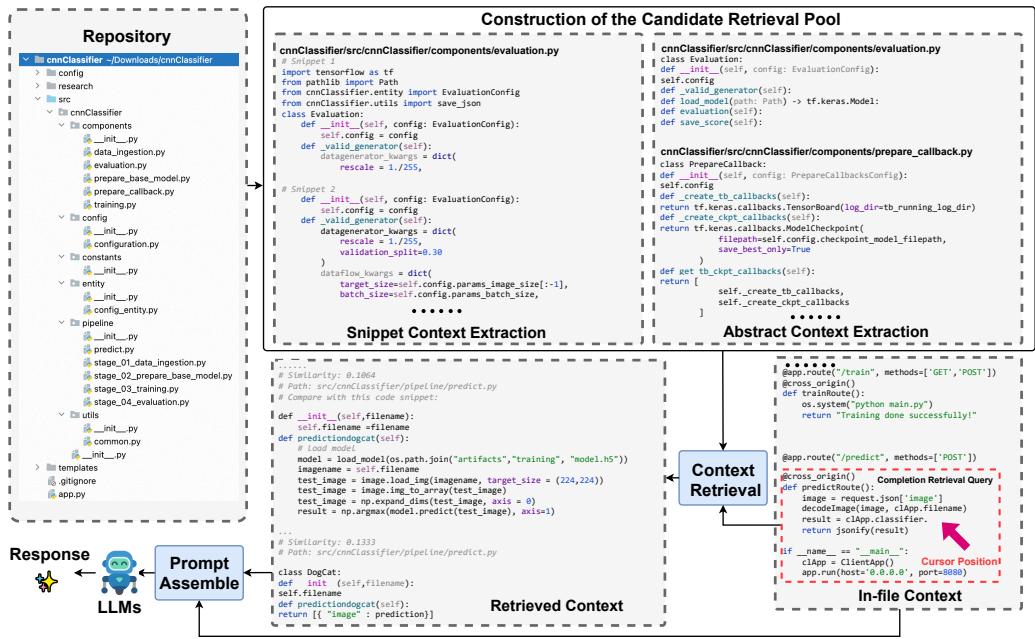 Repository
cnnClassifier ~/Downloads/cnnClassifier
config
research
src
cnnClassifier
components
__init__.py
data_ingestion.py
evaluation.py
prepare_base_model.py
prepare_callback.py
training.py
config
__init__.py
configuration.py
constants
__init__.py
entity
__init__.py
config_entity.py
pipeline
__init__.py
predict.py
stage_01_data_ingestion.py
stage_02_prepare_base_model.py
stage_03_training.py
stage_04_evaluation.py
utils
__init__.py
common.py
__init__.py
templates
.gitignore
app.py
Construction of the Candidate Retrieval Pool
cnnClassifier/src/cnnClassifier/components/evaluation.py
# Snippet 1
import tensorflow as tf
from pathlib import Path
from cnnClassifier.entity import EvaluationConfig
from cnnClassifier.utils import save_json
class Evaluation:
def __init__(self, config: EvaluationConfig):
self.config = config
def _valid_generator(self):
datagenerator_kwargs = dict(
rescale = 1./255,
# Snippet 2
def __init__(self, config: EvaluationConfig):
self.config = config
def _valid_generator(self):
datagenerator_kwargs = dict(
rescale = 1./255,
validation_split=0.30
)
dataflow_kwargs = dict(
target_size=self.config.params_image_size[:-1],
batch_size=self.config.params_batch_size,
Snippet Context Extraction
cnnClassifier/src/cnnClassifier/components/evaluation.py
class Evaluation:
def __init__(self, config: EvaluationConfig):
self.config
def _valid_generator(self):
def load_model(path: Path) -> tf.keras.Model:
def evaluation(self):
def save_score(self):
cnnClassifier/src/cnnClassifier/components/prepare_callback.py
class PrepareCallback:
def __init__(self, config: PrepareCallbacksConfig):
self.config
def _create_tb_callbacks(self):
return tf.keras.callbacks.TensorBoard(log_dir=tb_running_log_dir)
def _create_ckpt_callbacks(self):
return tf.keras.callbacks.ModelCheckpoint(
filepath=self.config.checkpoint_model_filepath,
save_best_only=True
)
def get_tb_ckpt_callbacks(self):
return [
self._create_tb_callbacks,
self._create_ckpt_callbacks
]
Abstract Context Extraction
......
# Similarity: 0.1064
# Path: src/cnnClassifier/pipeline/predict.py
# Compare with this code snippet:
def __init__(self,filename):
self.filename =filename
def predictiondogcat(self):
# load model
model = load_model(os.path.join("artifacts","training", "model.h5"))
imagename = self.filename
test_image = image.load_img(imagename, target_size = (224,224))
test_image = image.img_to_array(test_image)
test_image = np.expand_dims(test_image, axis = 0)
result = np.argmax(model.predict(test_image), axis=1)
...
# Similarity: 0.1333
# Path: src/cnnClassifier/pipeline/predict.py
class DogCat:
def __init__(self,filename):
self.filename
def predictiondogcat(self):
return [{ "image" : prediction}]
Retrieved Context
Context
Retrieval
@app.route("/train", methods=['GET','POST'])
@cross_origin()
def trainRoute():
os.system("python main.py")
return "Training done successfully!"
@app.route("/predict", methods=['POST'])
@cross_origin()
Completion Retrieval Query
def predictRoute():
image = request.json['image']
decodeImage(image, clApp.filename)
result = clApp.classifier.
return jsonify(result)
if __name__ == "__main__":
clApp = ClientApp()
app.run(host='0.0.0.0', port=8080)
Cursor Position
In-file Context
Response
LLMs
Prompt
Assemble